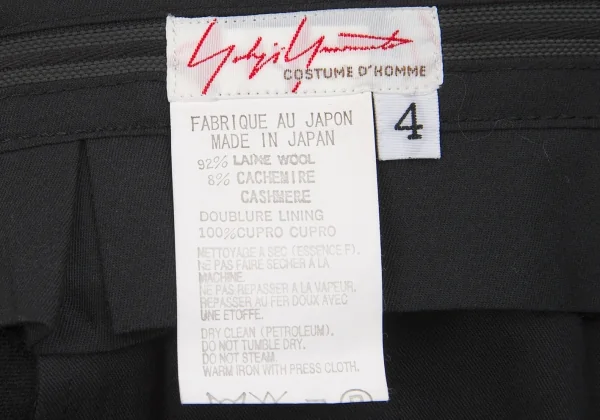 Yohji Yamamoto
COSTUME D'HOMME
4
FABRIQUE AU JAPON
MADE IN JAPAN
92% LAINE WOOL
8% CACHEMIRE
CASHMERE
DOUBLURE LINING
100%CUPRO CUPRO
NETTOYAGE A SEC (ESSENCE F).
NE PAS FAIRE SECHER A LA
MACHINE.
NE PAS REPASSER A LA VAPEUR.
REPASSER AU FER DOUX AVEC
UNE ETOFFE.
DRY CLEAN (PETROLEUM).
DO NOT TUMBLE DRY.
DO NOT STEAM.
WARM IRON WITH PRESS CLOTH.